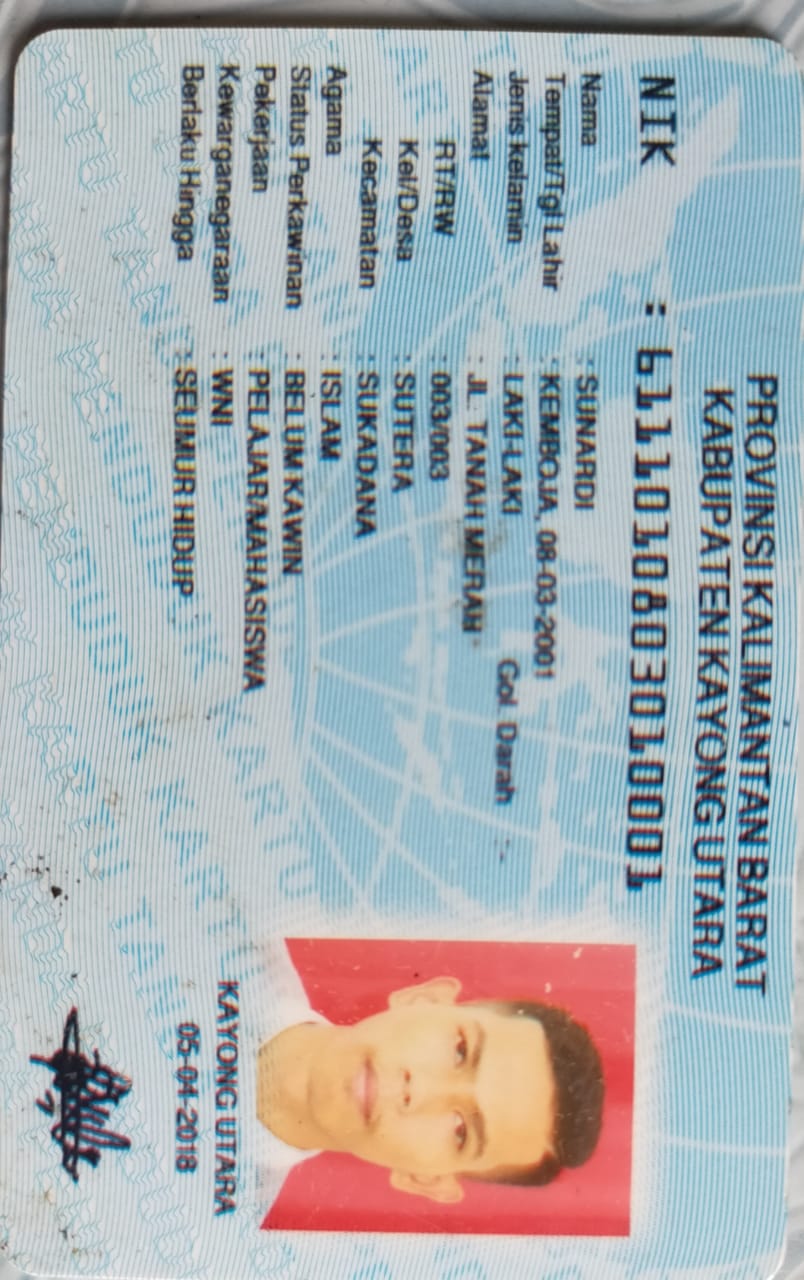 PROVINSI KALIMANTAN BARAT
KABUPATEN KAYONG UTARA
NIK : 6111010803010001
Nama : SUNARDI
Tempat/Tgl Lahir : KEMBOJA, 08-03-2001
Jenis kelamin : LAKI-LAKI Gol. Darah : -
Alamat : JL. TANAH MERAH
RT/RW : 003/003
Kel/Desa : SUTERA
Kecamatan : SUKADANA
Agama : ISLAM
Status Perkawinan : BELUM KAWIN
Pekerjaan : PELAJAR/MAHASISWA
Kewarganegaraan : WNI
Berlaku Hingga : SEUMUR HIDUP
KAYONG UTARA
05-04-2018